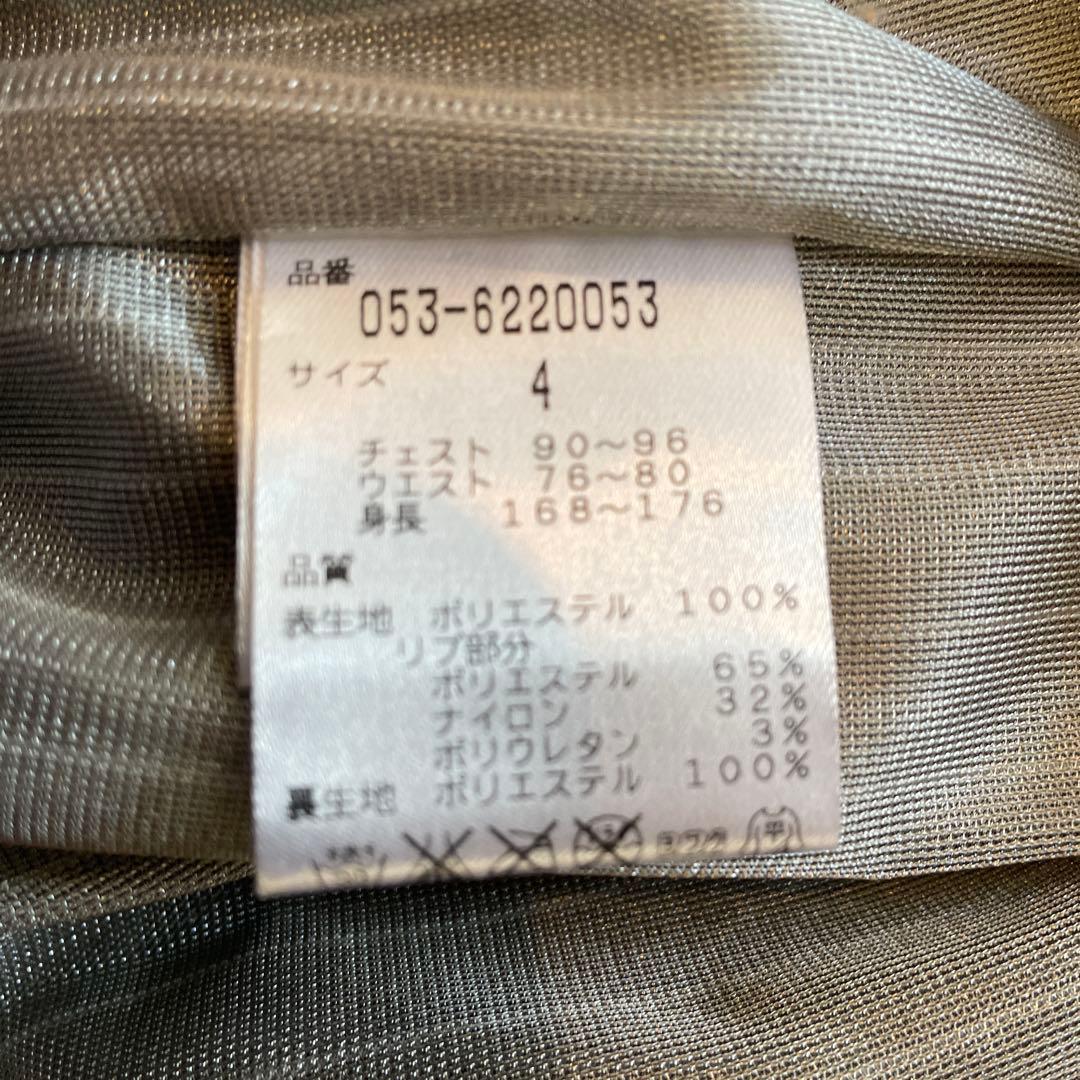 品番
053-6220053
サイズ 4
チェスト 90〜96
ウエスト 76〜80
身長 168〜176
品質
表生地 ポリエステル 100%
リブ部分
ポリエステル 65%
ナイロン 32%
ポリウレタン 3%
裏生地 ポリエステル 100%
平